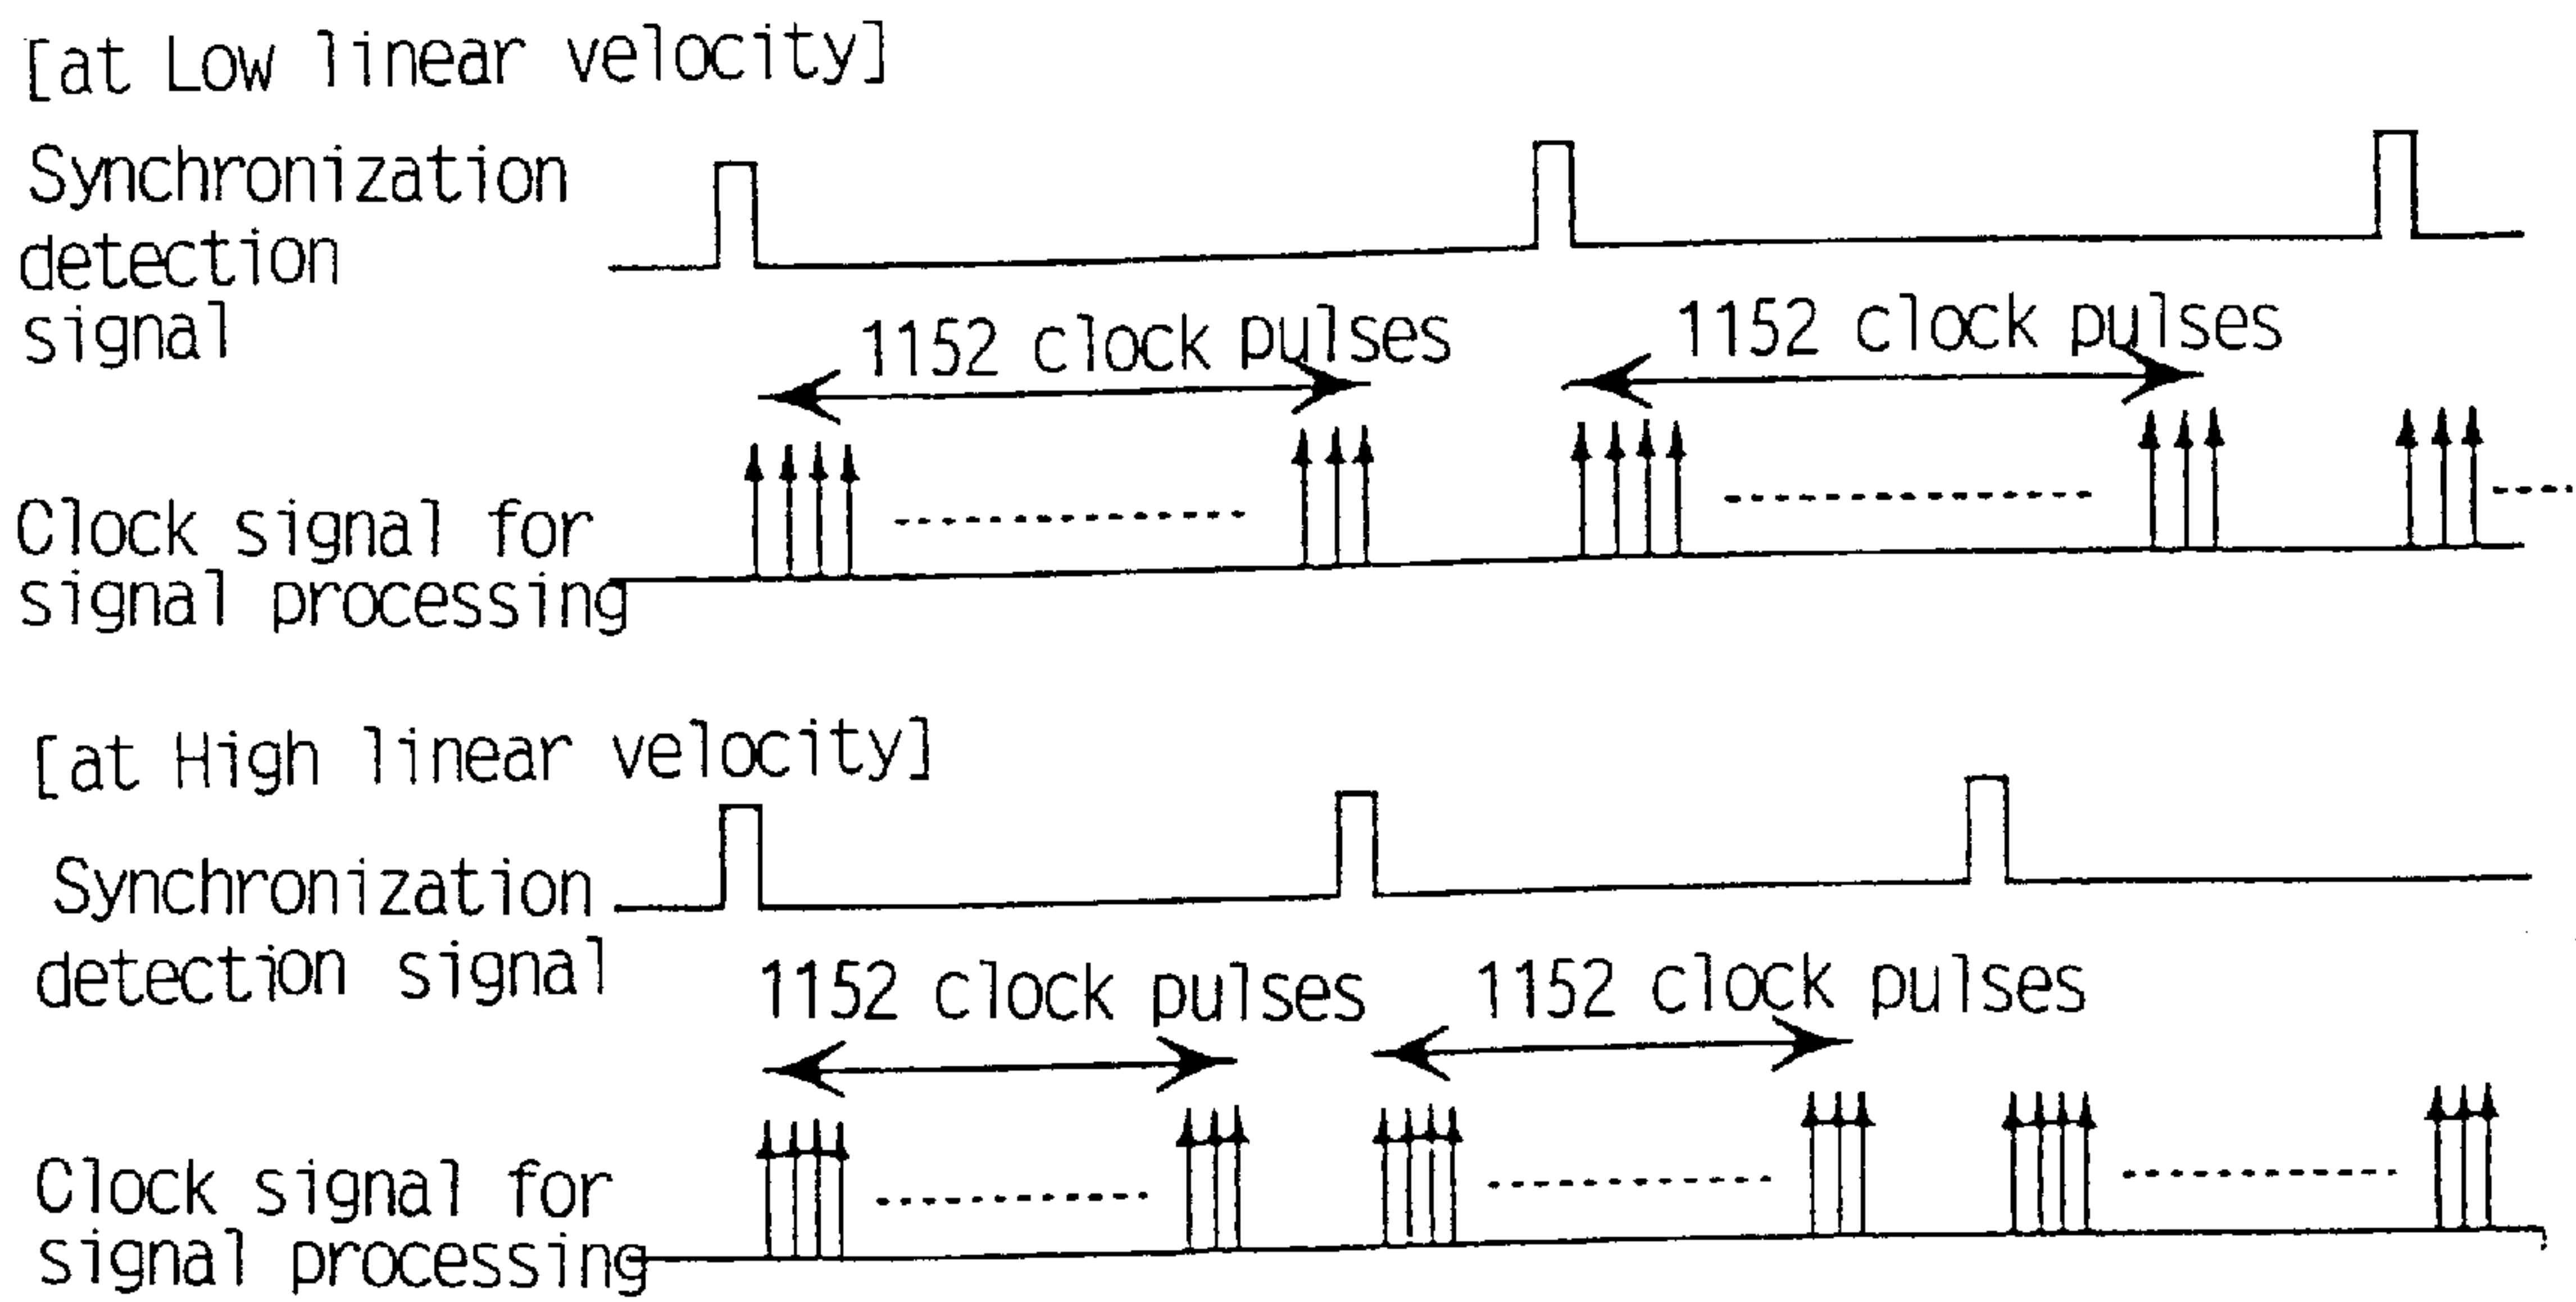 [at Low linear velocity]
Synchronization
detection
signal
1152 clock pulses
1152 clock pulses
Clock signal for
signal processing
[at High linear velocity]
Synchronization
detection signal
1152 clock pulses
1152 clock pulses
Clock signal for
signal processing